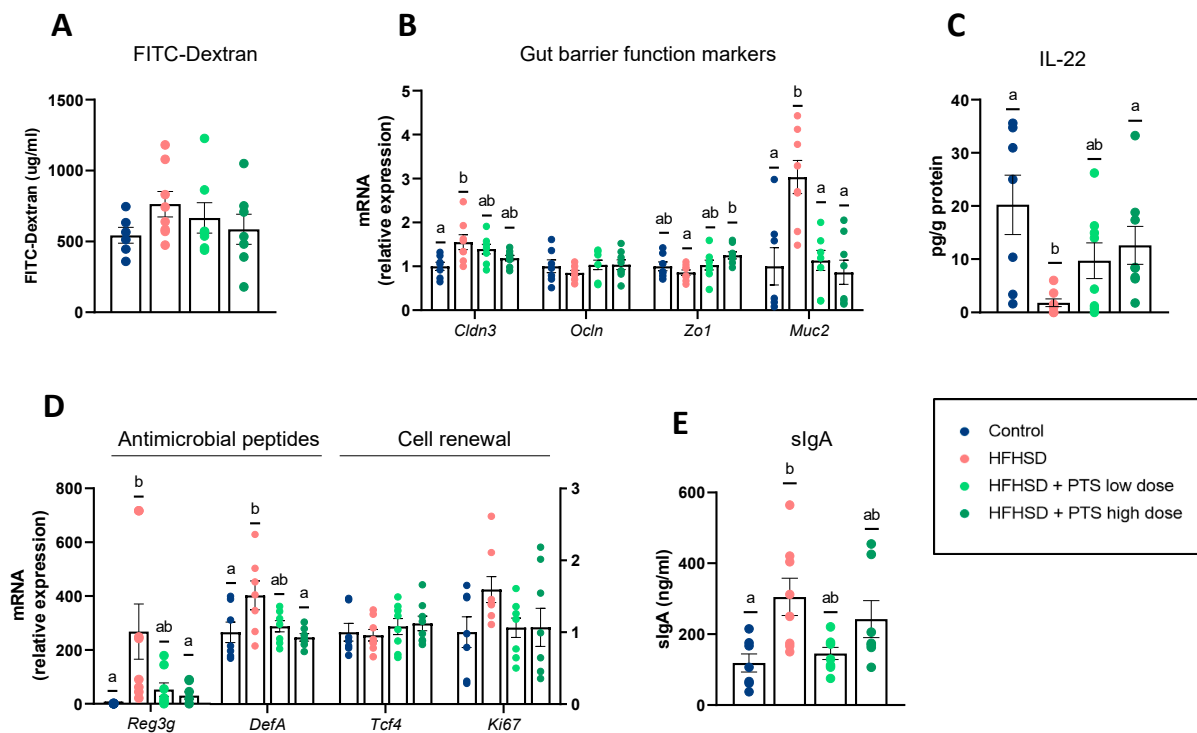 A
FITC-Dextran
FITC-Dextran (ug/ml)
1500
1000
500
0
B
Gut barrier function markers
mRNA
(relative expression)
5
4
3
2
1
0
a
b
ab
ab
ab
a
ab
b
a
b
a
a
Cldn3
Ocln
Zo1
Muc2
C
IL-22
pg/g protein
40
30
20
10
0
a
b
ab
a
D
Antimicrobial peptides
Cell renewal
mRNA
(relative expression)
800
600
400
200
0
3
2
1
0
a
b
ab
a
a
b
ab
a
Reg3g
DefA
Tcf4
Ki67
E
sIgA
sIgA (ng/ml)
600
400
200
0
a
b
ab
ab
Control
HFHSD
HFHSD + PTS low dose
HFHSD + PTS high dose